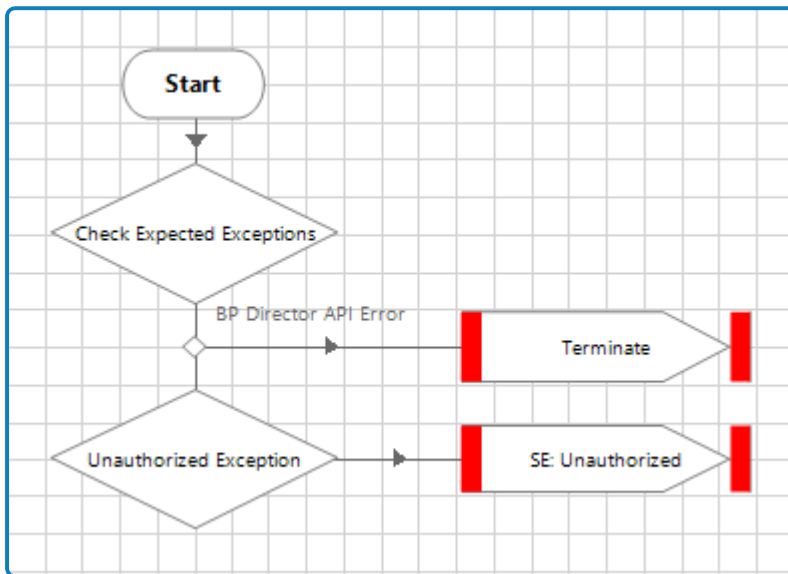 Start
Check Expected Exceptions
BP Director API Error
Terminate
Unauthorized Exception
SE: Unauthorized